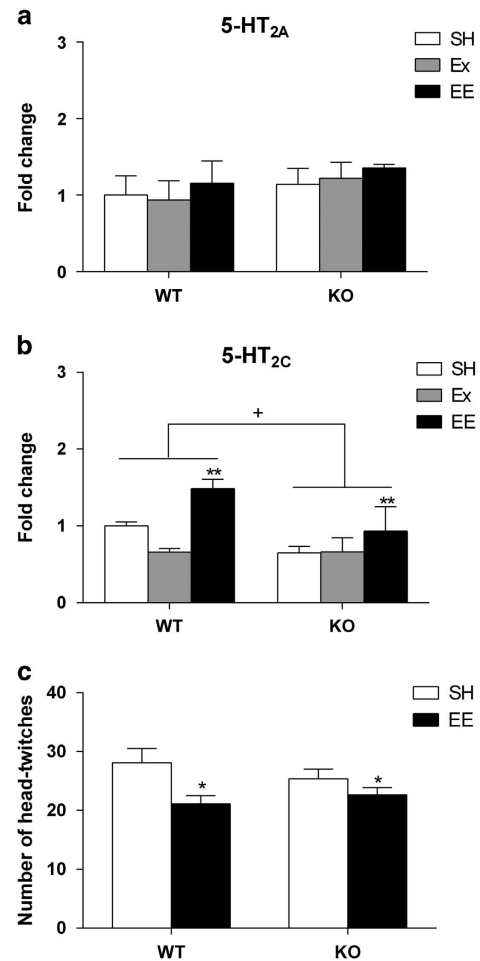 a
5-HT2A
SH
Ex
EE
Fold change
3
2
1
0
WT KO
b
5-HT2C
SH
Ex
EE
Fold change
3
2
1
0
+
**
**
WT KO
c
SH
EE
Number of head-twitches
40
30
20
10
0
*
*
WT KO